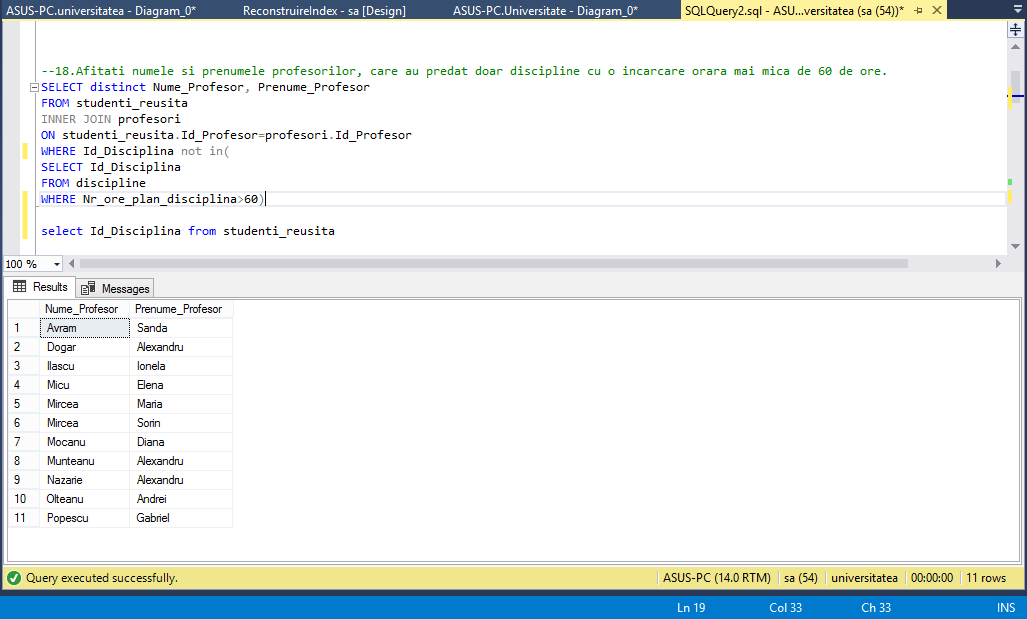 ASUS-PC.universitatea - Diagram_0* ReconstruireIndex - sa [Design] ASUS-PC.Universitate - Diagram_0* SQLQuery2.sql - ASU...versitatea (sa (54))*
--18.Afitati numele si prenumele profesorilor, care au predat doar discipline cu o incarcare orara mai mica de 60 de ore.
SELECT distinct Nume_Profesor, Prenume_Profesor
FROM studenti_reusita
INNER JOIN profesori
ON studenti_reusita.Id_Profesor=profesori.Id_Profesor
WHERE Id_Disciplina not in(
SELECT Id_Disciplina
FROM discipline
WHERE Nr_ore_plan_disciplina>60)
select Id_Disciplina from studenti_reusita
100 %
Results Messages
Nume_Profesor Prenume_Profesor
1 Avram Sanda
2 Dogar Alexandru
3 Ilascu Ionela
4 Micu Elena
5 Mircea Maria
6 Mircea Sorin
7 Mocanu Diana
8 Munteanu Alexandru
9 Nazarie Alexandru
10 Olteanu Andrei
11 Popescu Gabriel
Query executed successfully. ASUS-PC (14.0 RTM) sa (54) universitatea 00:00:00 11 rows
Ln 19 Col 33 Ch 33 INS